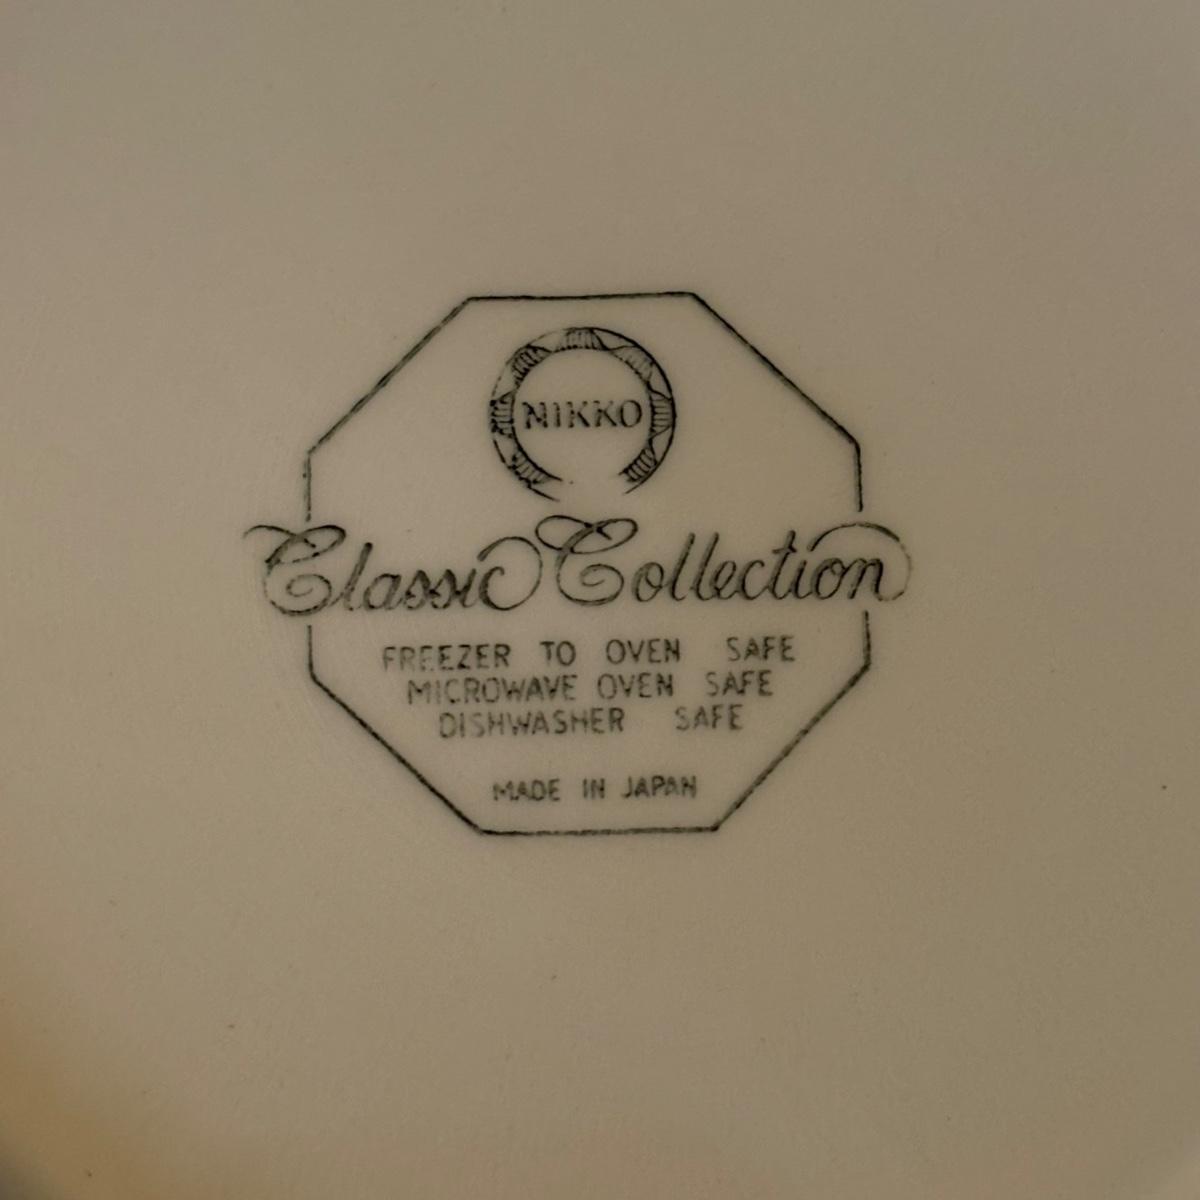 NIKKO
Classic Collection
FREEZER TO OVEN SAFE
MICROWAVE OVEN SAFE
DISHWASHER SAFE
MADE IN JAPAN